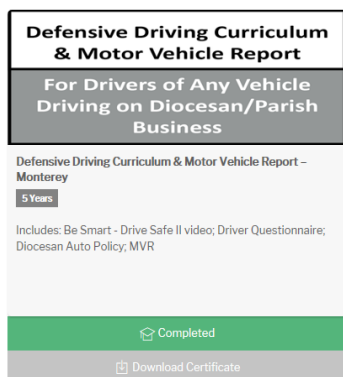 Defensive Driving Curriculum
& Motor Vehicle Report
For Drivers of Any Vehicle
Driving on Diocesan/Parish
Business
Defensive Driving Curriculum & Motor Vehicle Report –
Monterey
5 Years
Includes: Be Smart - Drive Safe II video; Driver Questionnaire;
Diocesan Auto Policy; MVR
Completed
Download Certificate